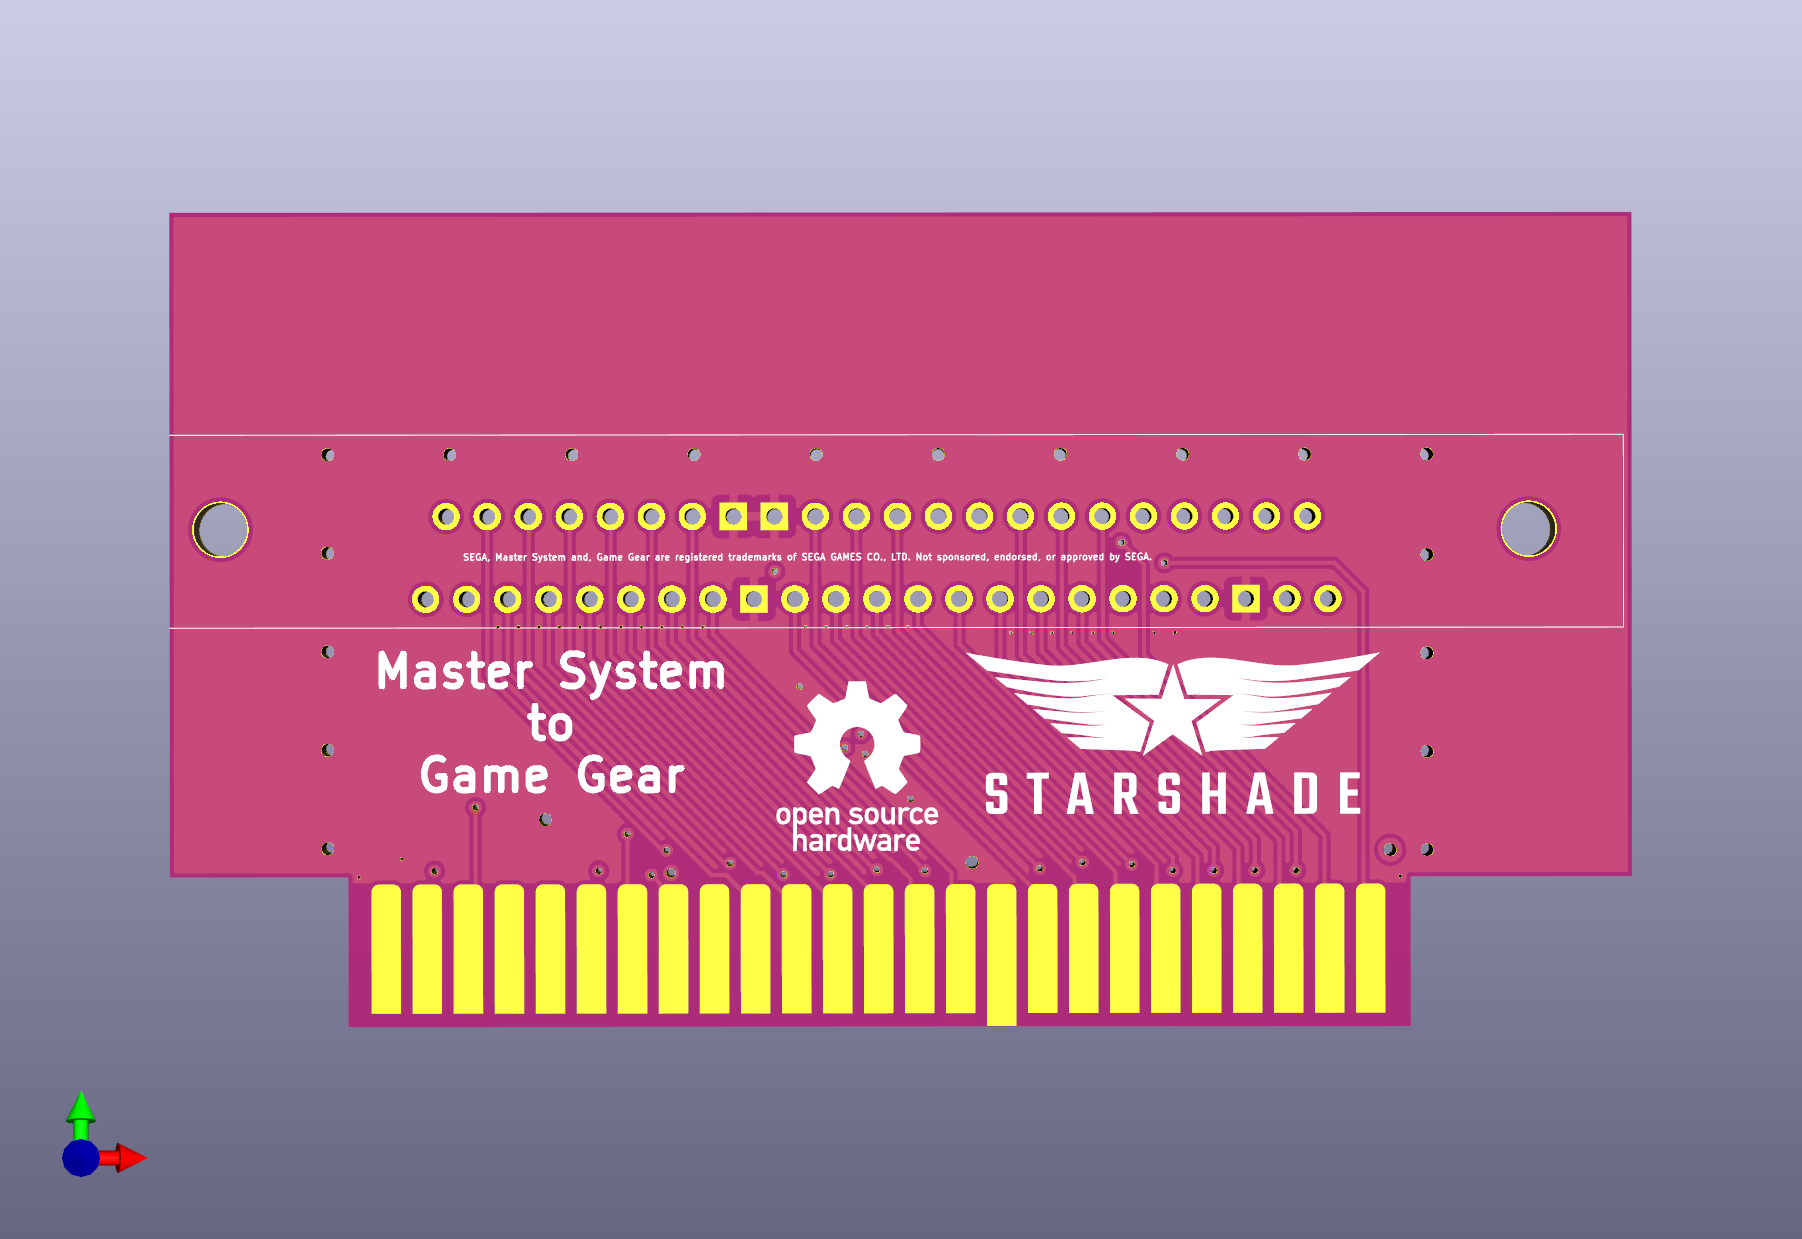 SEGA, Master System and, Game Gear are registered trademarks of SEGA GAMES CO., LTD. Not sponsored, endorsed, or approved by SEGA.
Master System
to
Game Gear
open source
hardware
STARSHADE